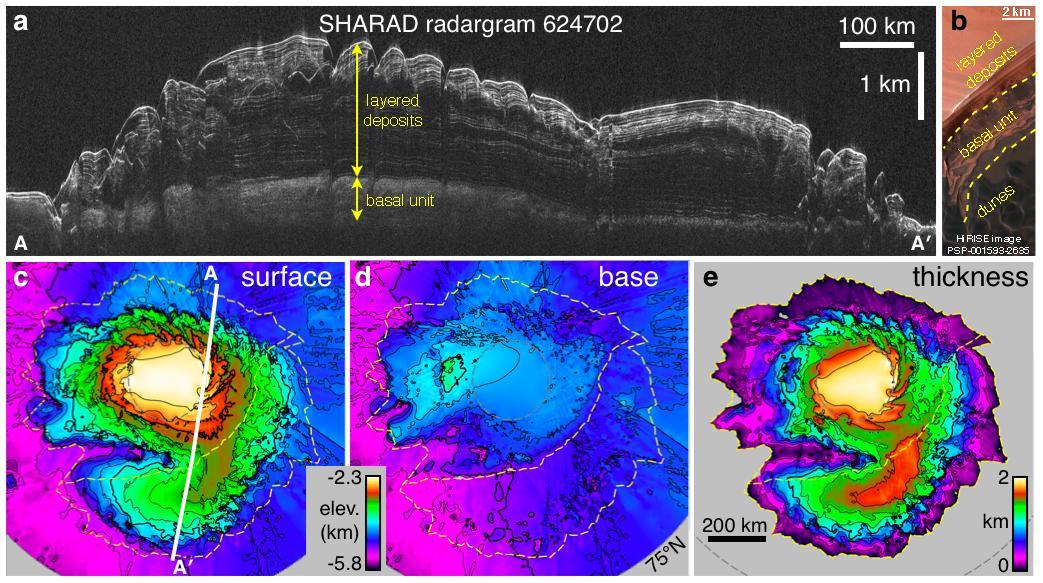 a
SHARAD radargram 624702
100 km
1 km
layered
deposits
basal unit
A
A′
b
2 km
layered
deposits
basal unit
dunes
HiRISE image
PSP-001593-2635
c
A
surface
A′
-2.3
elev.
(km)
-5.8
d
base
75°N
e
thickness
200 km
2
km
0